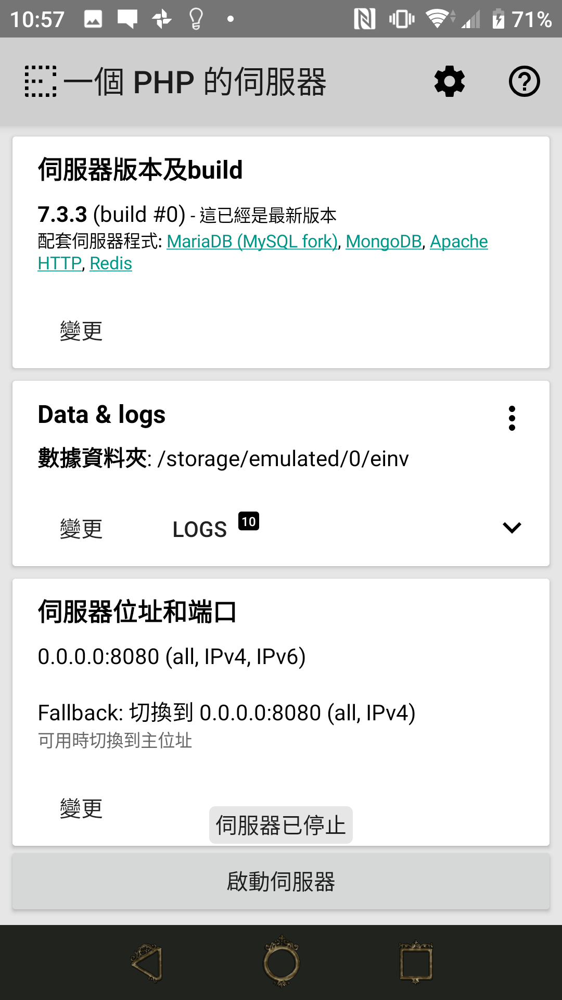 10:57 71%
一個 PHP 的伺服器
伺服器版本及build
7.3.3 (build #0) - 這已經是最新版本
配套伺服器程式: MariaDB (MySQL fork), MongoDB, Apache
HTTP, Redis
變更
Data & logs
數據資料夾: /storage/emulated/0/einv
變更 LOGS 10
伺服器位址和端口
0.0.0.0:8080 (all, IPv4, IPv6)
Fallback: 切換到 0.0.0.0:8080 (all, IPv4)
可用時切換到主位址
變更
伺服器已停止
啟動伺服器